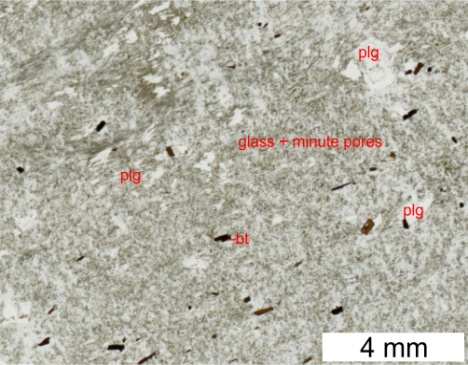 plg
glass + minute pores
plg
plg
-bt
4 mm